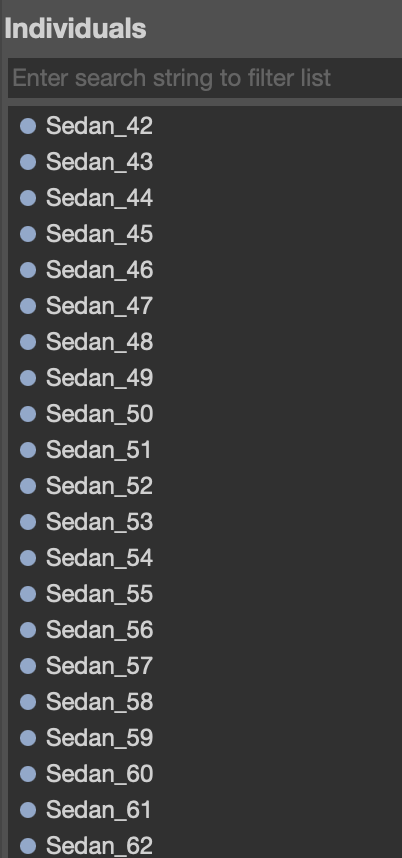 Individuals
Enter search string to filter list
Sedan_42
Sedan_43
Sedan_44
Sedan_45
Sedan_46
Sedan_47
Sedan_48
Sedan_49
Sedan_50
Sedan_51
Sedan_52
Sedan_53
Sedan_54
Sedan_55
Sedan_56
Sedan_57
Sedan_58
Sedan_59
Sedan_60
Sedan_61
Sedan_62